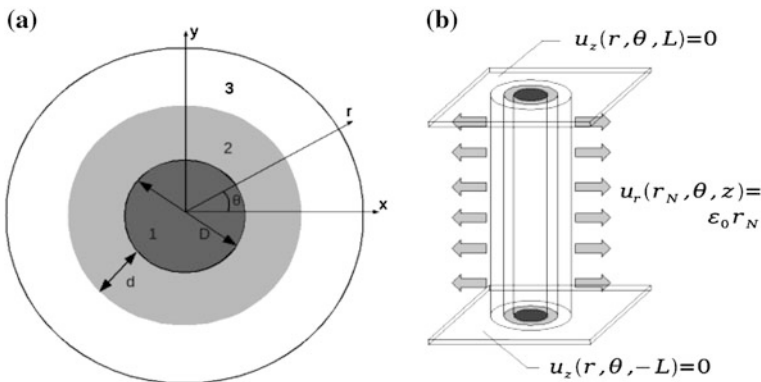 (a)
y
3
r
2
θ
x
1
D
d
(b)
u_z(r,θ,L)=0
u_r(r_N,θ,z)=
ε_0 r_N
u_z(r,θ,-L)=0